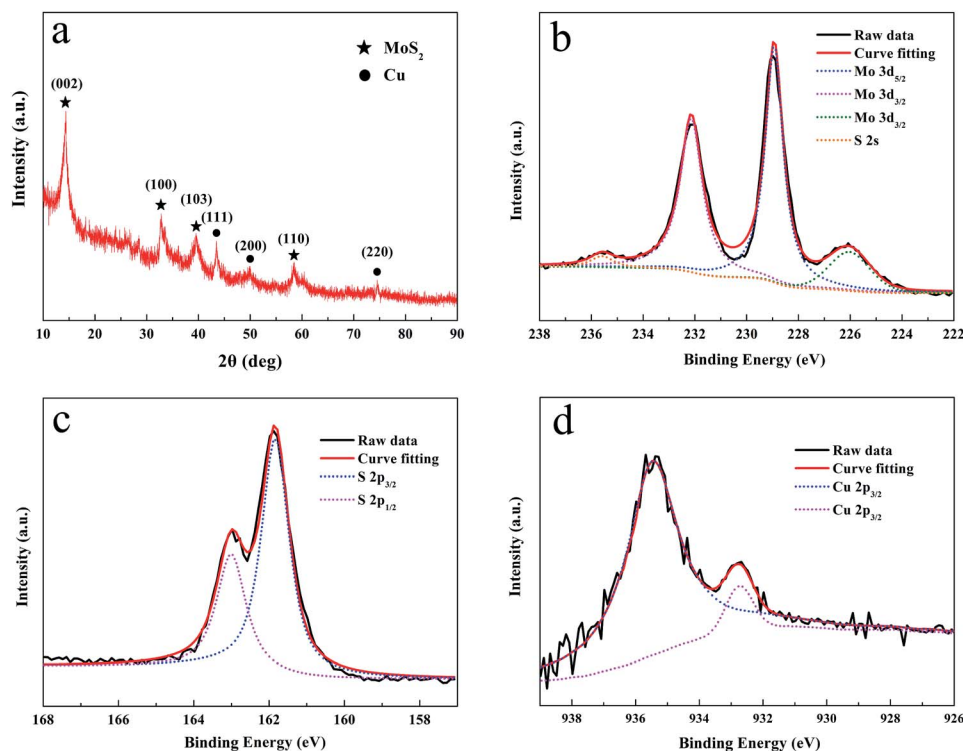 a
★ MoS₂
● Cu
(002)
(100)
(103)
(111)
(200)
(110)
(220)
Intensity (a.u.)
10 20 30 40 50 60 70 80 90
2θ (deg)
b
Raw data
Curve fitting
Mo 3d₅/₂
Mo 3d₃/₂
Mo 3d₃/₂
S 2s
Intensity (a.u.)
238 236 234 232 230 228 226 224 222
Binding Energy (eV)
c
Raw data
Curve fitting
S 2p₃/₂
S 2p₁/₂
Intensity (a.u.)
168 166 164 162 160 158
Binding Energy (eV)
d
Raw data
Curve fitting
Cu 2p₃/₂
Cu 2p₃/₂
Intensity (a.u.)
938 936 934 932 930 928 926
Binding Energy (eV)